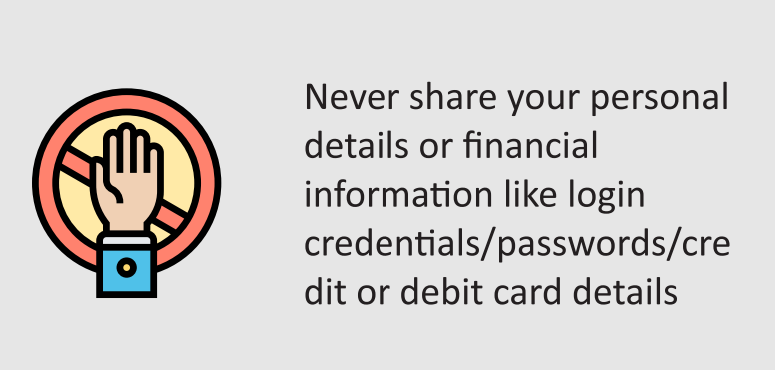 Never share your personal
details or financial
information like login
credentials/passwords/cre
dit or debit card details